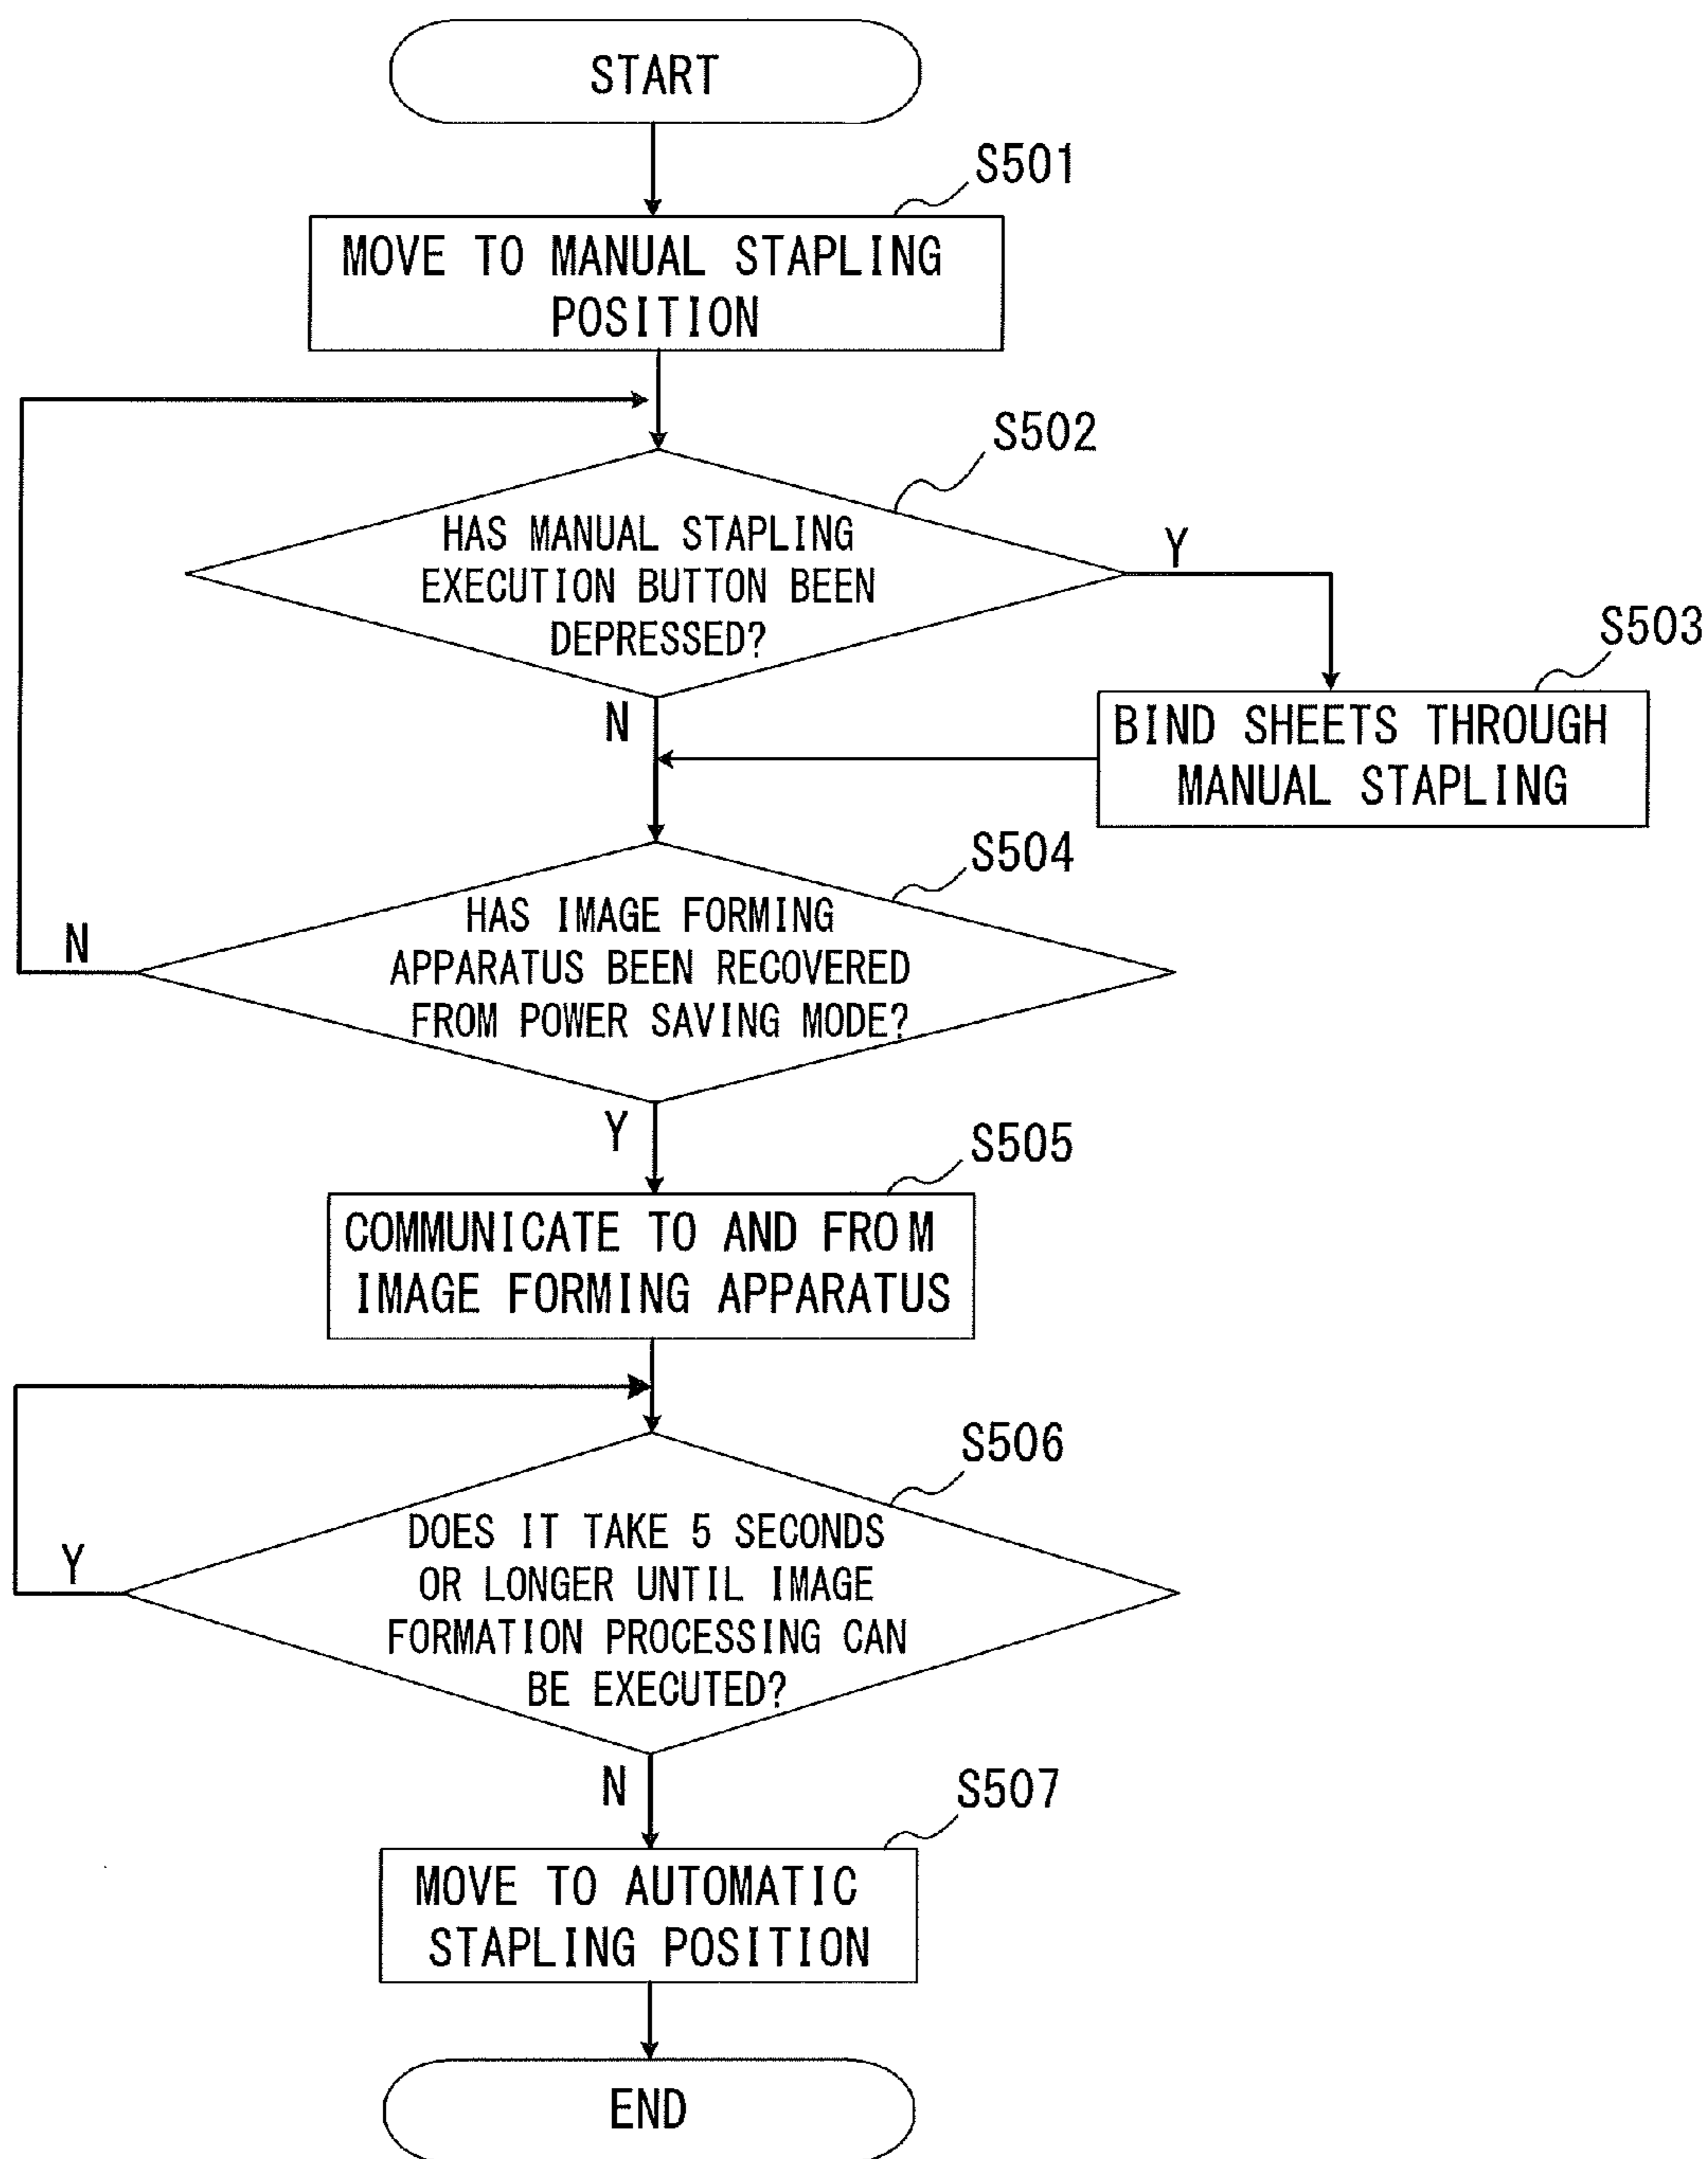 START
S501
MOVE TO MANUAL STAPLING
POSITION
S502
HAS MANUAL STAPLING
EXECUTION BUTTON BEEN
DEPRESSED?
Y
N
S503
BIND SHEETS THROUGH
MANUAL STAPLING
S504
HAS IMAGE FORMING
APPARATUS BEEN RECOVERED
FROM POWER SAVING MODE?
N
Y
S505
COMMUNICATE TO AND FROM
IMAGE FORMING APPARATUS
S506
DOES IT TAKE 5 SECONDS
OR LONGER UNTIL IMAGE
FORMATION PROCESSING CAN
BE EXECUTED?
Y
N
S507
MOVE TO AUTOMATIC
STAPLING POSITION
END